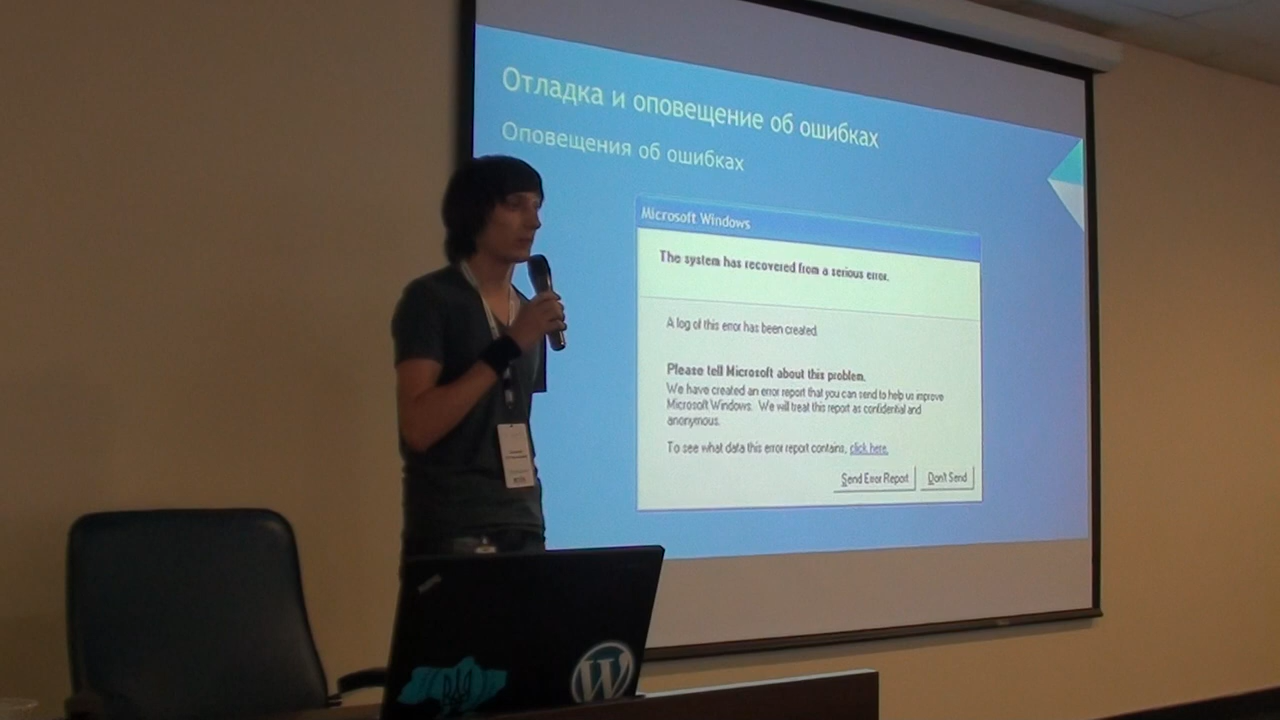 Отладка и оповещение об ошибках
Оповещения об ошибках
Microsoft Windows
The system has recovered from a serious error.
A log of this error has been created.
Please tell Microsoft about this problem.
We have created an error report that you can send to help us improve
Microsoft Windows. We will treat this report as confidential and
anonymous.
To see what data this error report contains, click here.
Send Error Report Don't Send
W